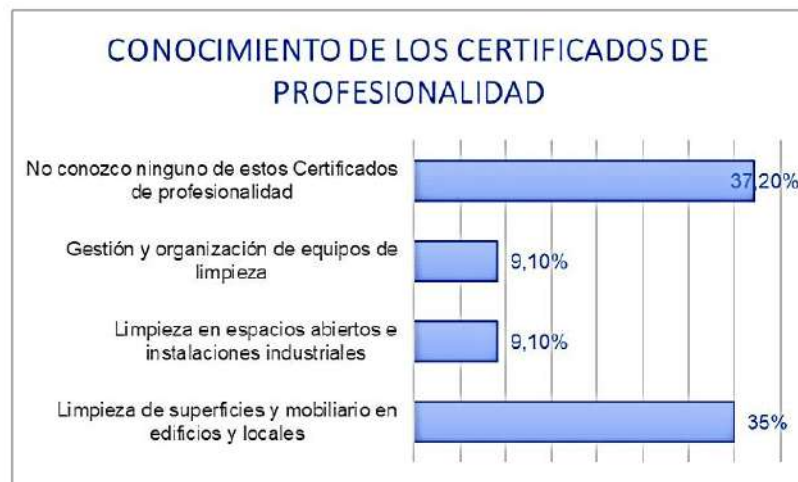 CONOCIMIENTO DE LOS CERTIFICADOS DE
PROFESIONALIDAD
No conozco ninguno de estos Certificados
de profesionalidad
37,20%
Gestión y organización de equipos de
limpieza
9,10%
Limpieza en espacios abiertos e
instalaciones industriales
9,10%
Limpieza de superficies y mobiliario en
edificios y locales
35%